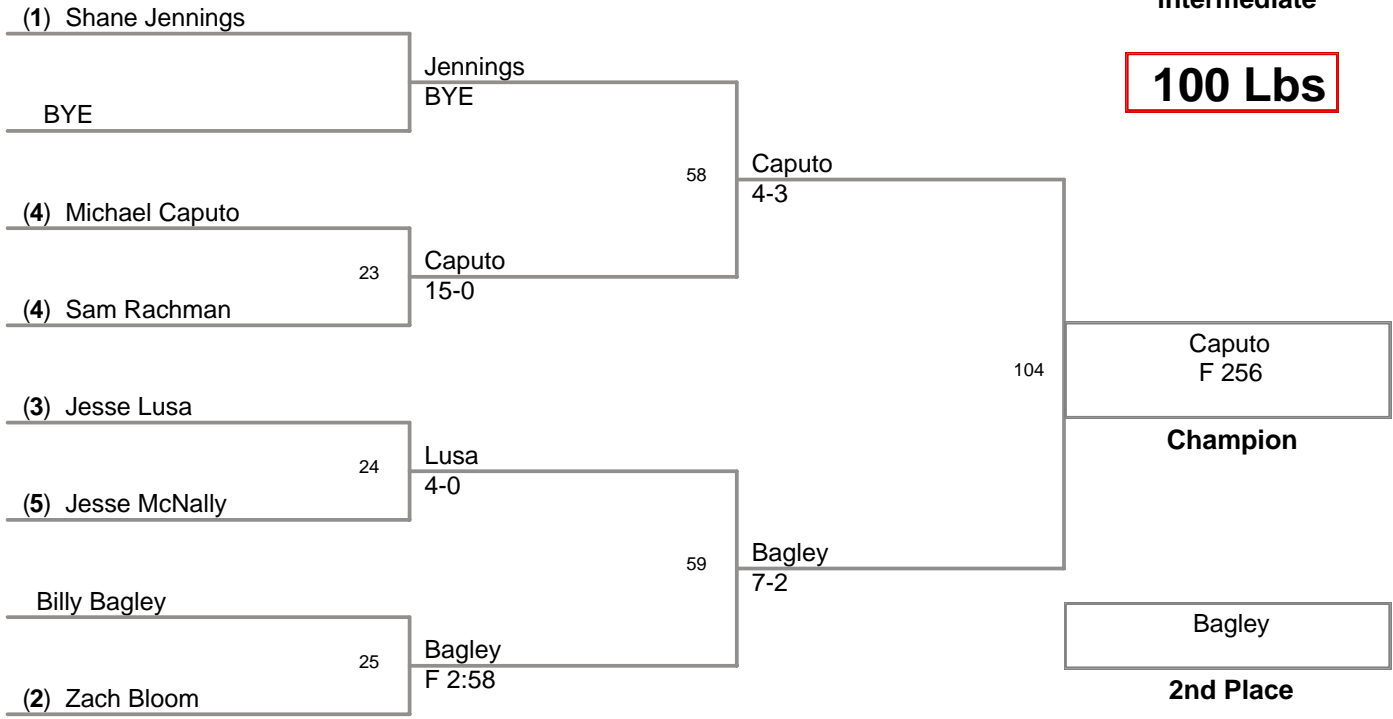 Intermediate
100 Lbs
(1) Shane Jennings
BYE
Jennings
BYE
(4) Michael Caputo
23
(4) Sam Rachman
Caputo
15-0
58
Caputo
4-3
(3) Jesse Lusa
24
(5) Jesse McNally
Lusa
4-0
Billy Bagley
25
(2) Zach Bloom
Bagley
F 2:58
59
Bagley
7-2
104
Caputo
F 256
Champion
Bagley
2nd Place